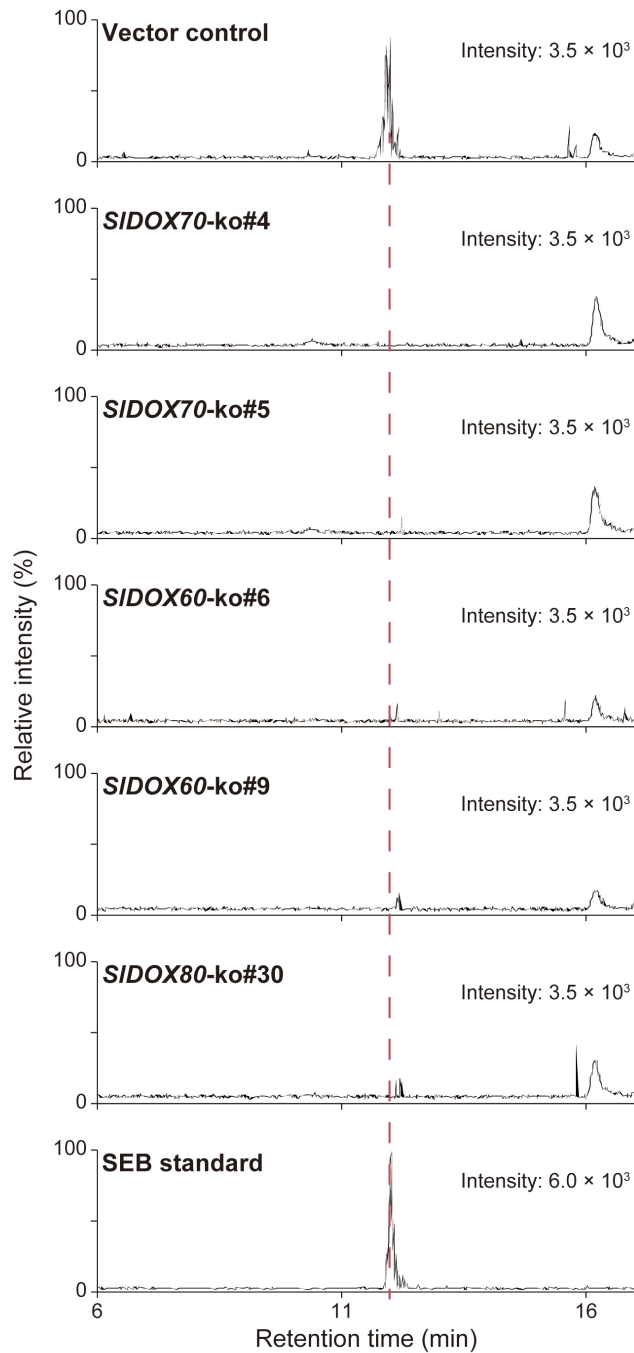 100
Vector control
Intensity: 3.5 × 10³
0
100
SlDOX70-ko#4
Intensity: 3.5 × 10³
0
6
11
16
100
SlDOX70-ko#5
Intensity: 3.5 × 10³
0
100
SlDOX60-ko#6
Intensity: 3.5 × 10³
0
100
SlDOX60-ko#9
Intensity: 3.5 × 10³
0
100
SlDOX80-ko#30
Intensity: 3.5 × 10³
0
100
SEB standard
Intensity: 6.0 × 10³
0
6 11 16
Retention time (min)
Relative intensity (%)